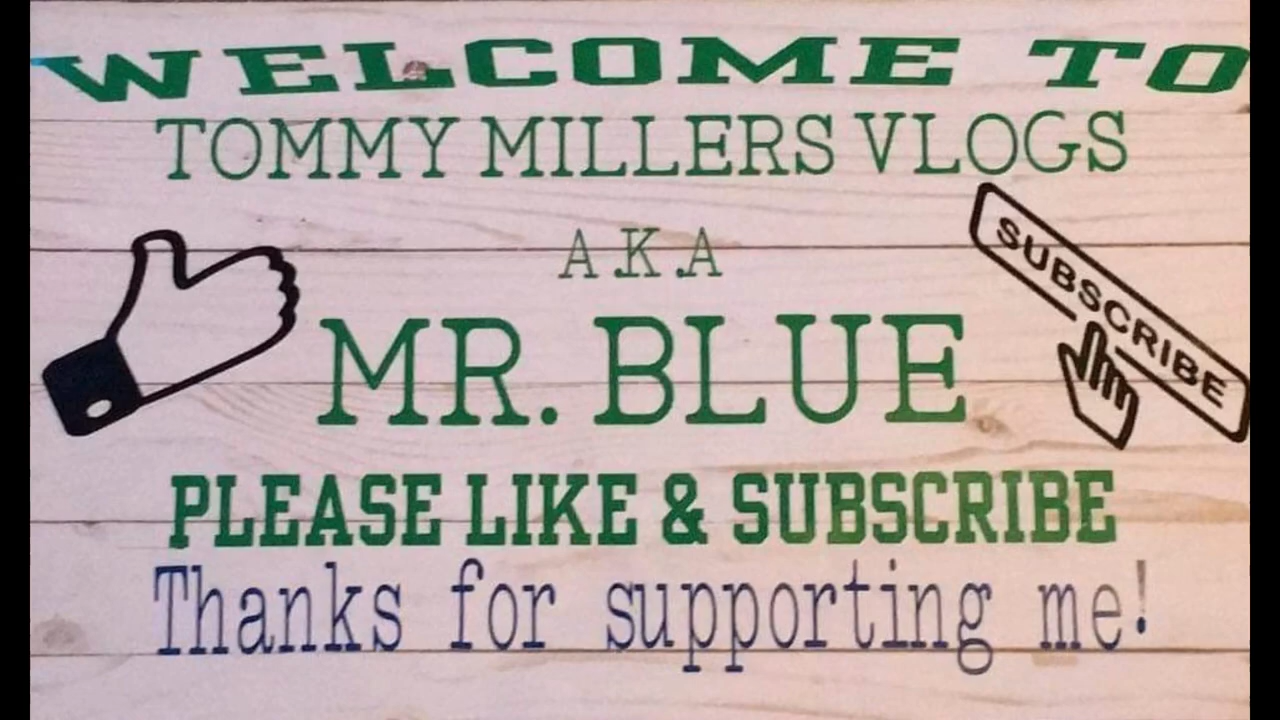 WELCOME TO
TOMMY MILLERS VLOGS
A.K.A
MR. BLUE
SUBSCRIBE
PLEASE LIKE & SUBSCRIBE
Thanks for supporting me!